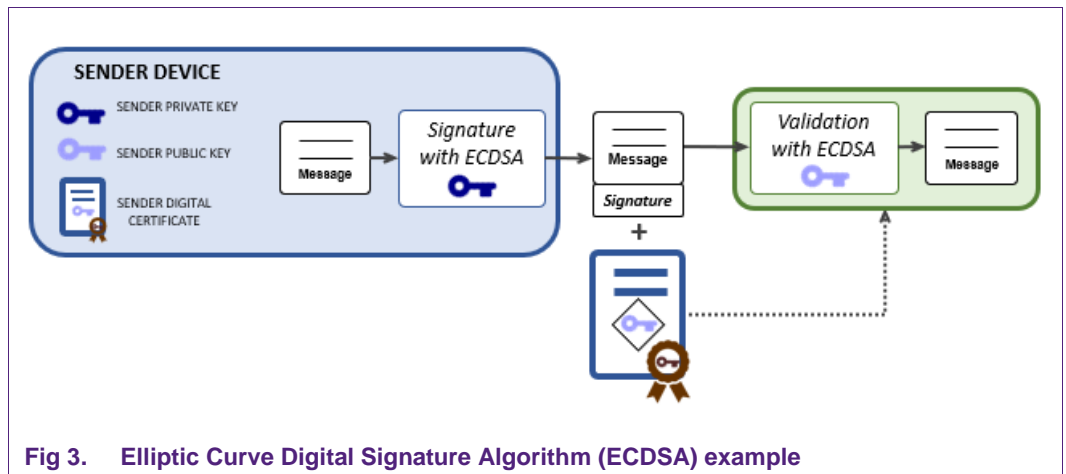 SENDER DEVICE
SENDER PRIVATE KEY
SENDER PUBLIC KEY
SENDER DIGITAL
CERTIFICATE
Message
Signature
with ECDSA
Message
Signature
+
Validation
with ECDSA
Message
Fig 3. Elliptic Curve Digital Signature Algorithm (ECDSA) example